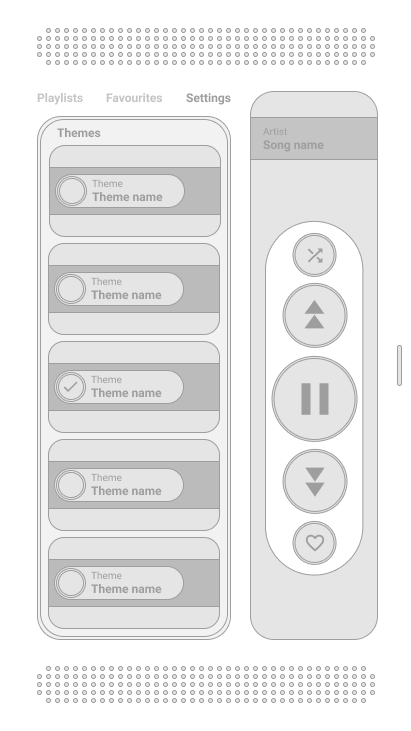 Playlists
Favourites
Settings
Themes
Theme
Theme name
Theme
Theme name
Theme
Theme name
Theme
Theme name
Theme
Theme name
Artist
Song name